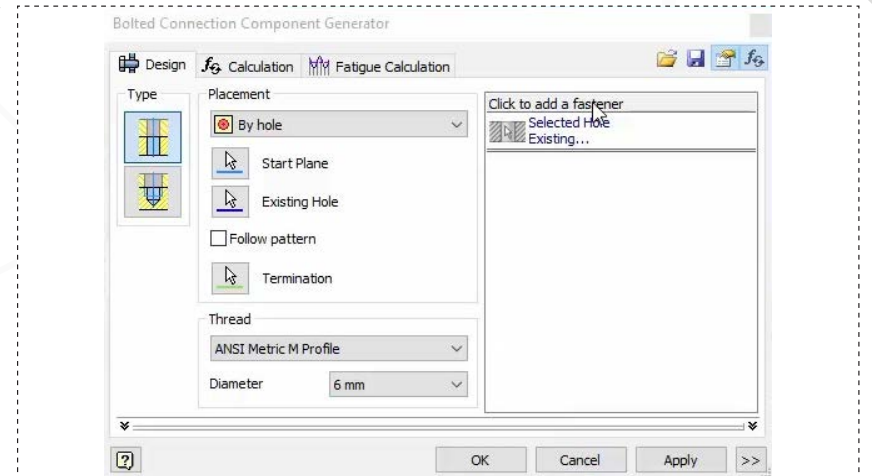 Bolted Connection Component Generator
Design
Calculation
Fatigue Calculation
Type
Placement
By hole
Start Plane
Existing Hole
Follow pattern
Termination
Thread
ANSI Metric M Profile
Diameter
6 mm
Click to add a fastener
Selected Hole
Existing...
OK
Cancel
Apply
>>